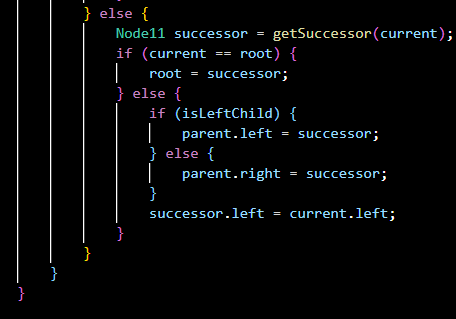 } else {
Node11 successor = getSuccessor(current);
if (current == root) {
root = successor;
} else {
if (isLeftChild) {
parent.left = successor;
} else {
parent.right = successor;
}
successor.left = current.left;
}
}
}
}